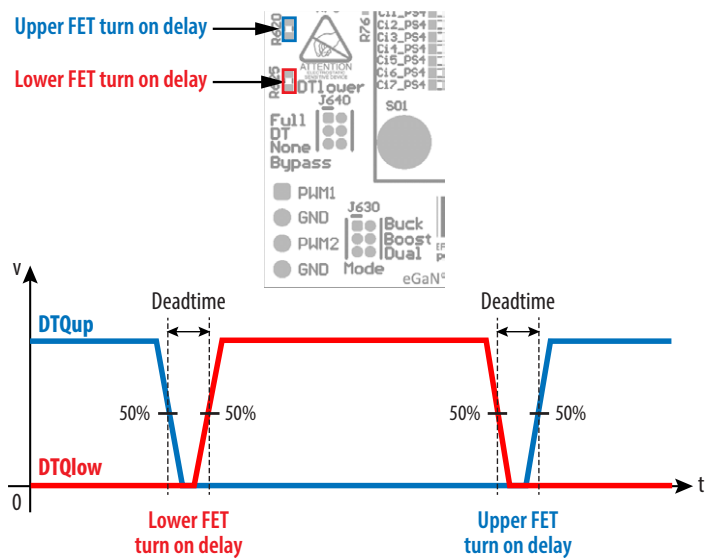 Upper FET turn on delay
R620
R76
Ci2_PS4
Ci3_PS4
Ci4_PS4
Ci5_PS4
Ci6_PS4
Ci7_PS4
ATTENTION
Lower FET turn on delay
R625
DTlower
J640
Full
DT
None
Bypass
S01
PWM1
GND
PWM2
GND
J630
Buck
Boost
Dual
Mode
eGaN
v
Deadtime
Deadtime
DTQup
50%
50%
50%
50%
DTQlow
0
t
Lower FET
turn on delay
Upper FET
turn on delay